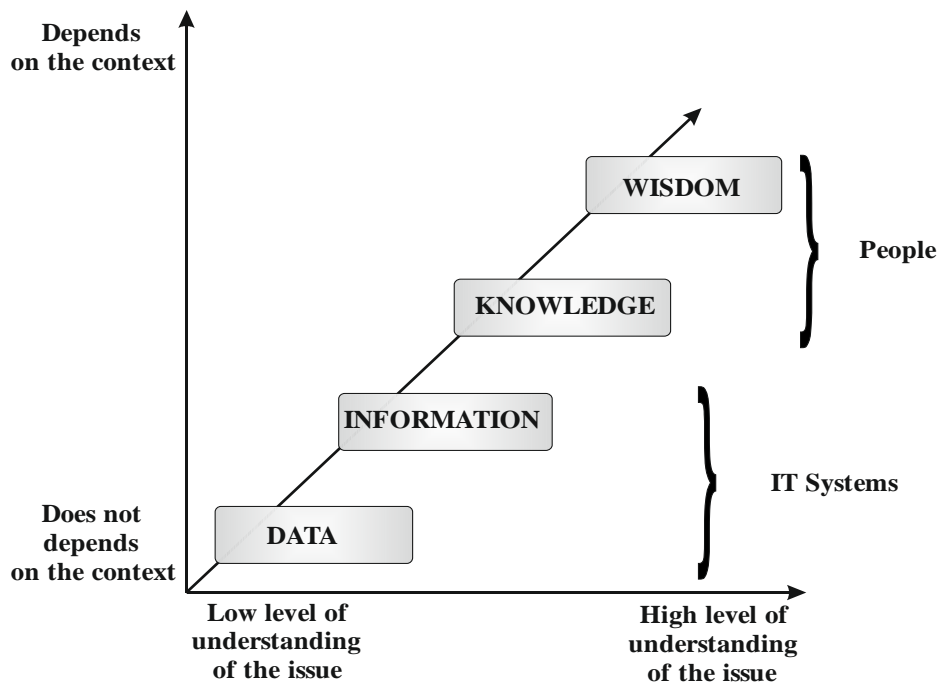 Depends
on the context
WISDOM
People
KNOWLEDGE
INFORMATION
IT Systems
Does not
depends
on the context
DATA
Low level of
understanding
of the issue
High level of
understanding
of the issue